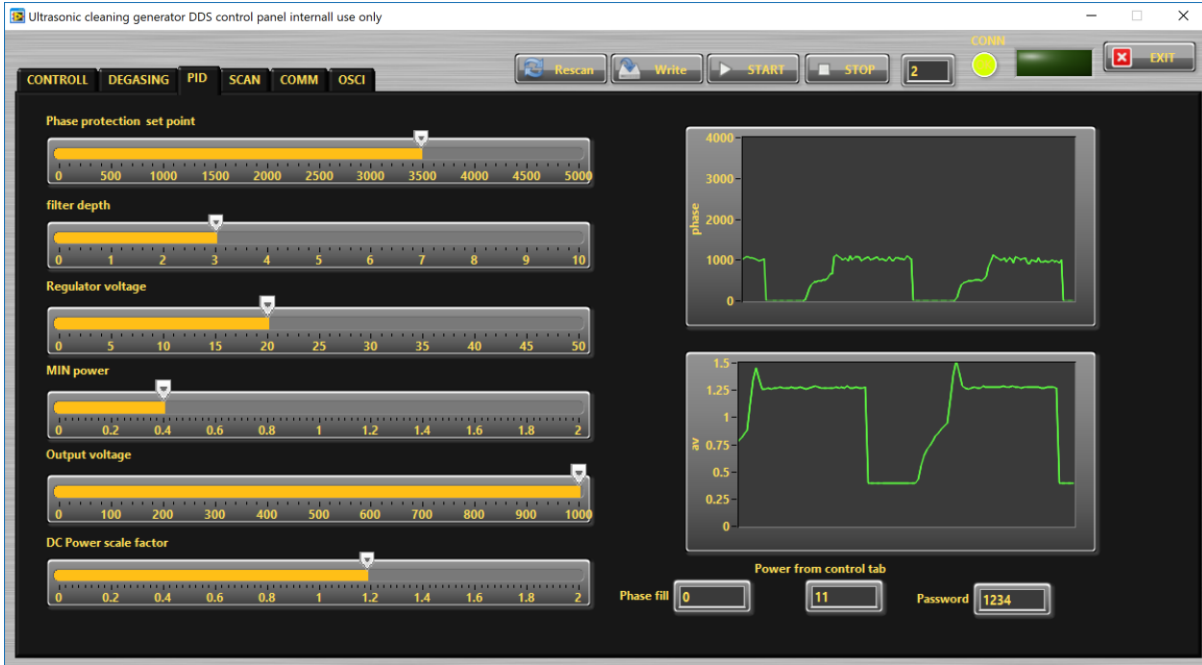 Ultrasonic cleaning generator DDS control panel internall use only
CONN
Rescan Write START STOP 2 EXIT
CONTROLL DEGASING PID SCAN COMM OSCI
Phase protection set point
0 500 1000 1500 2000 2500 3000 3500 4000 4500 5000
filter depth
0 1 2 3 4 5 6 7 8 9 10
Regulator voltage
0 5 10 15 20 25 30 35 40 45 50
MIN power
0 0.2 0.4 0.6 0.8 1 1.2 1.4 1.6 1.8 2
Output voltage
0 100 200 300 400 500 600 700 800 900 1000
DC Power scale factor
0 0.2 0.4 0.6 0.8 1 1.2 1.4 1.6 1.8 2
4000
3000
2000
1000
0
phase
1.5
1.25
1
0.75
0.5
0.25
0
av
Power from control tab
Phase fill 0 11 Password 1234